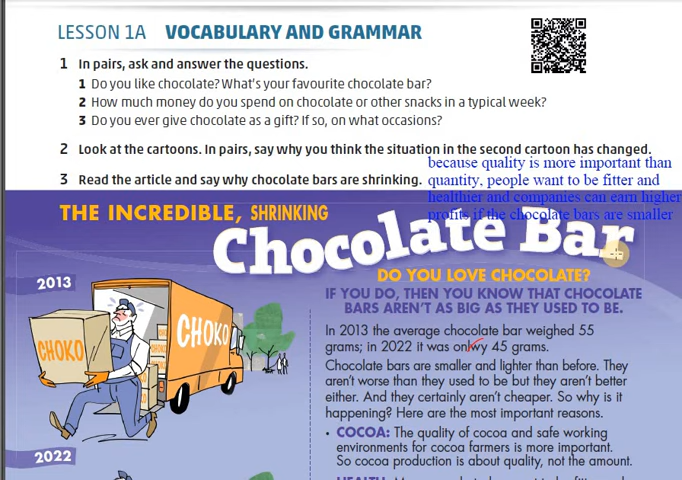 LESSON 1A VOCABULARY AND GRAMMAR
1 In pairs, ask and answer the questions.
1 Do you like chocolate? What's your favourite chocolate bar?
2 How much money do you spend on chocolate or other snacks in a typical week?
3 Do you ever give chocolate as a gift? If so, on what occasions?
2 Look at the cartoons. In pairs, say why you think the situation in the second cartoon has changed.
3 Read the article and say why chocolate bars are shrinking.
because quality is more important than
quantity, people want to be fitter and
healthier and companies can earn higher
profits if the chocolate bars are smaller
THE INCREDIBLE, SHRINKING
Chocolate Bar
2013
CHOKO
CHOKO
DO YOU LOVE CHOCOLATE?
IF YOU DO, THEN YOU KNOW THAT CHOCOLATE
BARS AREN'T AS BIG AS THEY USED TO BE.
In 2013 the average chocolate bar weighed 55
grams; in 2022 it was only 45 grams.
Chocolate bars are smaller and lighter than before. They
aren't worse than they used to be but they aren't better
either. And they certainly aren't cheaper. So why is it
happening? Here are the most important reasons.
• COCOA: The quality of cocoa and safe working
environments for cocoa farmers is more important.
So cocoa production is about quality, not the amount.
2022